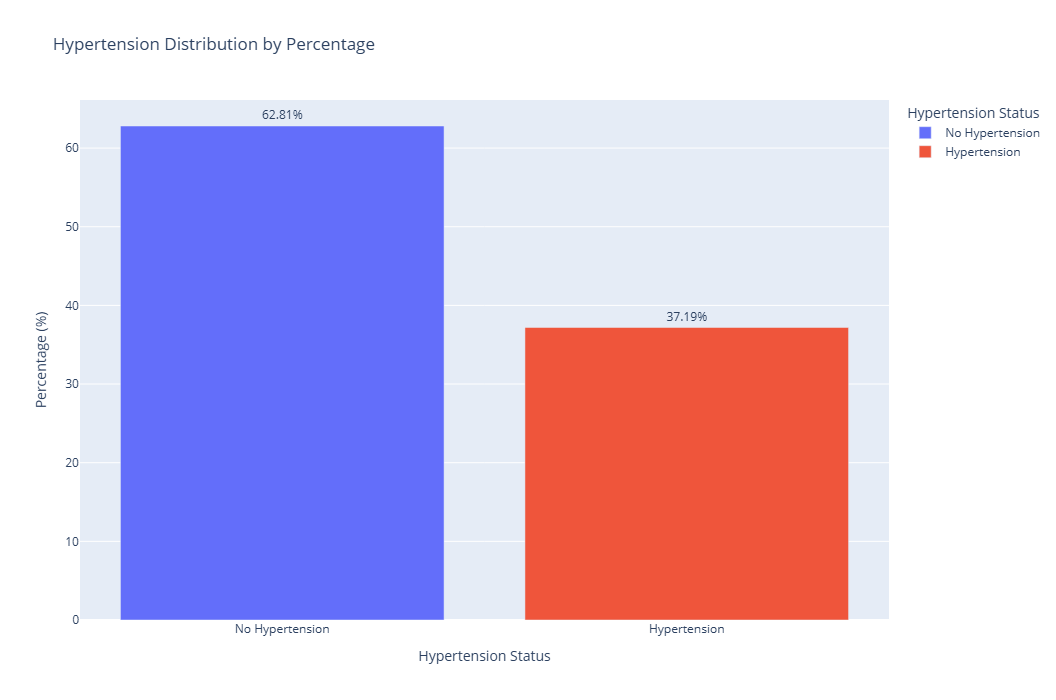 Hypertension Distribution by Percentage
62.81%
37.19%
Hypertension Status
No Hypertension
Hypertension
Percentage (%)
60
50
40
30
20
10
0
No Hypertension
Hypertension
Hypertension Status